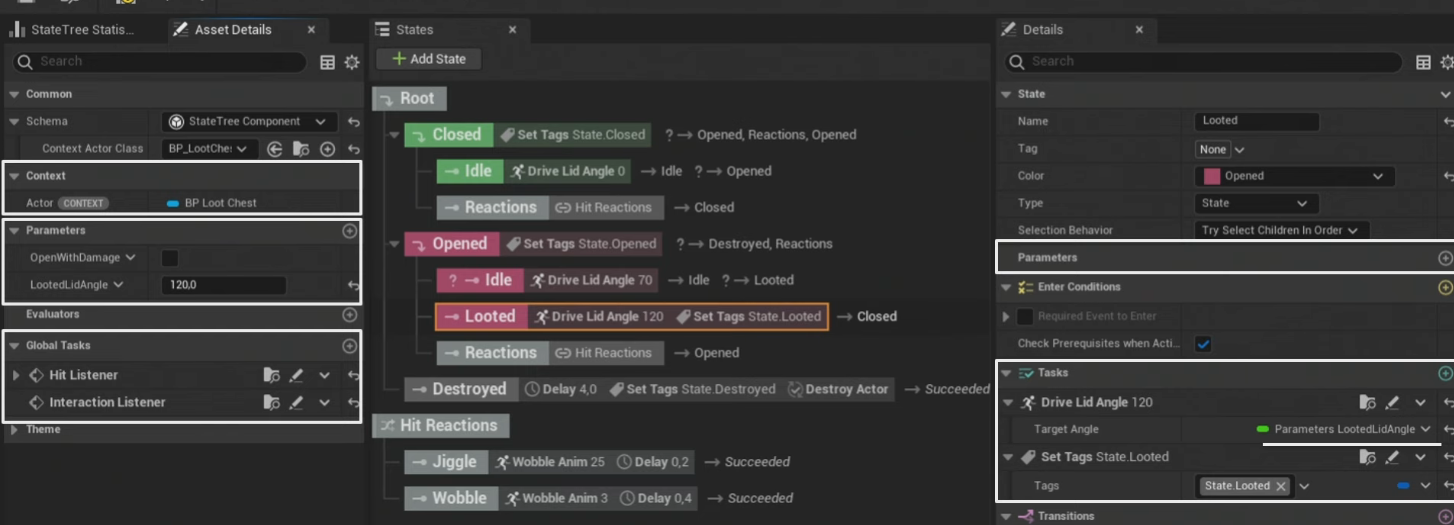 StateTree Statis...
Asset Details
Search
Common
Schema StateTree Component
Context Actor Class BP_LootChes
Context
Actor CONTEXT BP Loot Chest
Parameters
OpenWithDamage
LootedLidAngle 120,0
Evaluators
Global Tasks
Hit Listener
Interaction Listener
Theme
States
+ Add State
Root
Closed Set Tags State.Closed ? → Opened, Reactions, Opened
Idle Drive Lid Angle 0 → Idle ? → Opened
Reactions Hit Reactions → Closed
Opened Set Tags State.Opened ? → Destroyed, Reactions
? → Idle Drive Lid Angle 70 → Idle ? → Looted
Looted Drive Lid Angle 120 Set Tags State.Looted → Closed
Reactions Hit Reactions → Opened
Destroyed Delay 4,0 Set Tags State.Destroyed Destroy Actor → Succeeded
Hit Reactions
Jiggle Wobble Anim 25 Delay 0,2 → Succeeded
Wobble Wobble Anim 3 Delay 0,4 → Succeeded
Details
Search
State
Name Looted
Tag None
Color Opened
Type State
Selection Behavior Try Select Children In Order
Parameters
Enter Conditions
Required Event to Enter
Check Prerequisites when Acti...
Tasks
Drive Lid Angle 120
Target Angle Parameters LootedLidAngle
Set Tags State.Looted
Tags State.Looted
Transitions